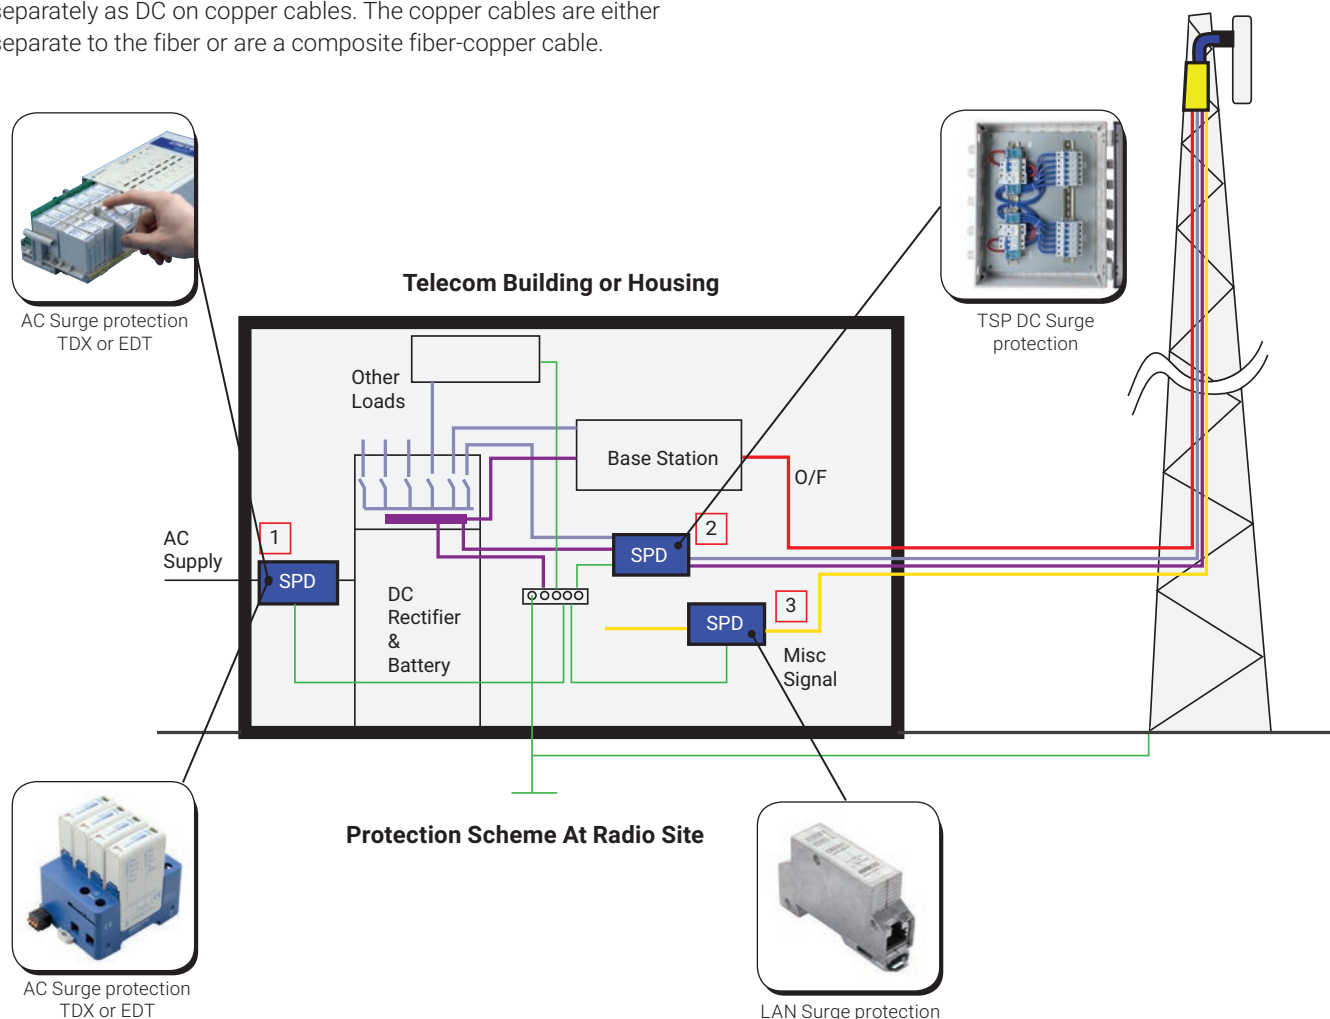 separately as DC on copper cables. The copper cables are either
separate to the fiber or are a composite fiber-copper cable.
AC Surge protection
TDX or EDT
Telecom Building or Housing
TSP DC Surge
protection
Other
Loads
Base Station
O/F
AC
Supply
1
SPD
2
SPD
DC
Rectifier
&
Battery
3
SPD
Misc
Signal
Protection Scheme At Radio Site
AC Surge protection
TDX or EDT
LAN Surge protection